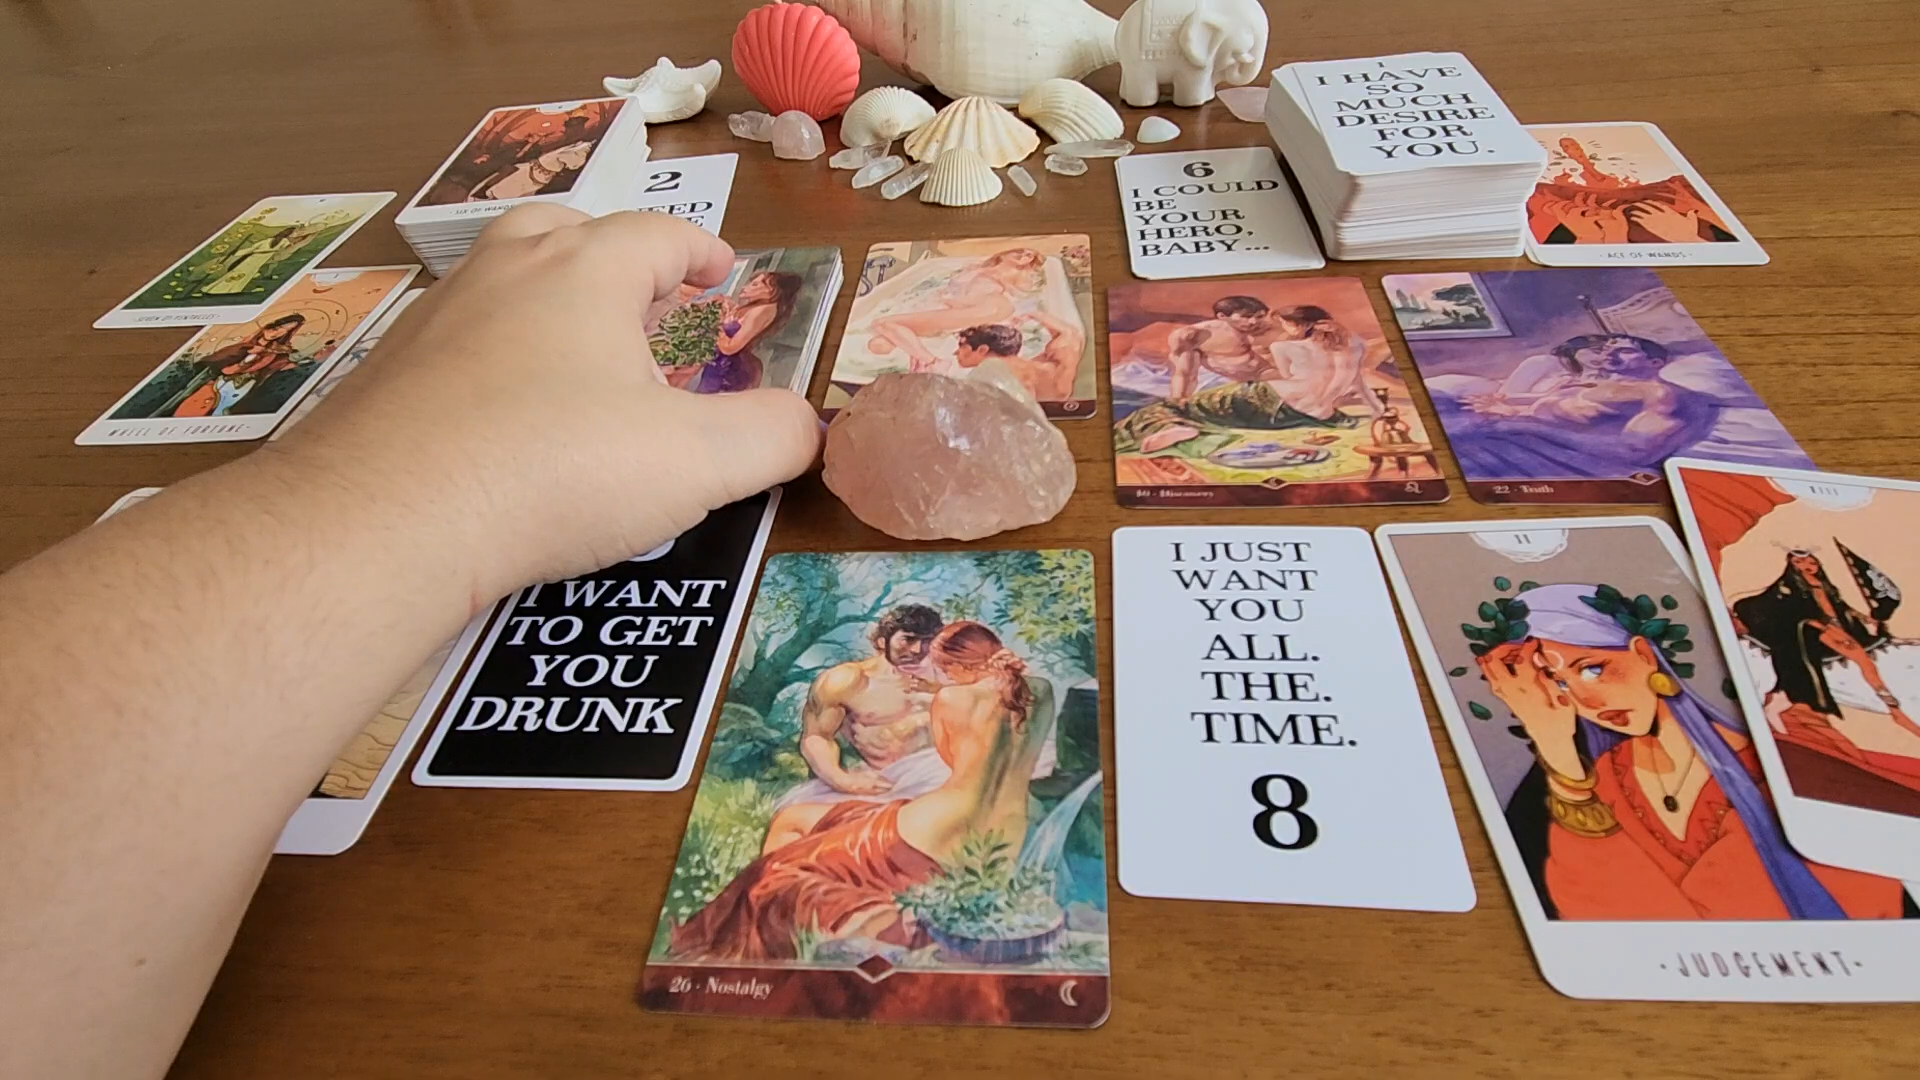 1
I HAVE
SO
MUCH
DESIRE
FOR
YOU.
6
I COULD
BE
YOUR
HERO,
BABY...
2
· SIX OF WANDS
· ACE OF WANDS ·
· SEVEN OF PENTACLES ·
WHEEL OF FORTUNE ·
22 · Truth
I WANT
TO GET
YOU
DRUNK
I JUST
WANT
YOU
ALL.
THE.
TIME.
8
II
26 · Nostalgy
· JUDGEMENT ·